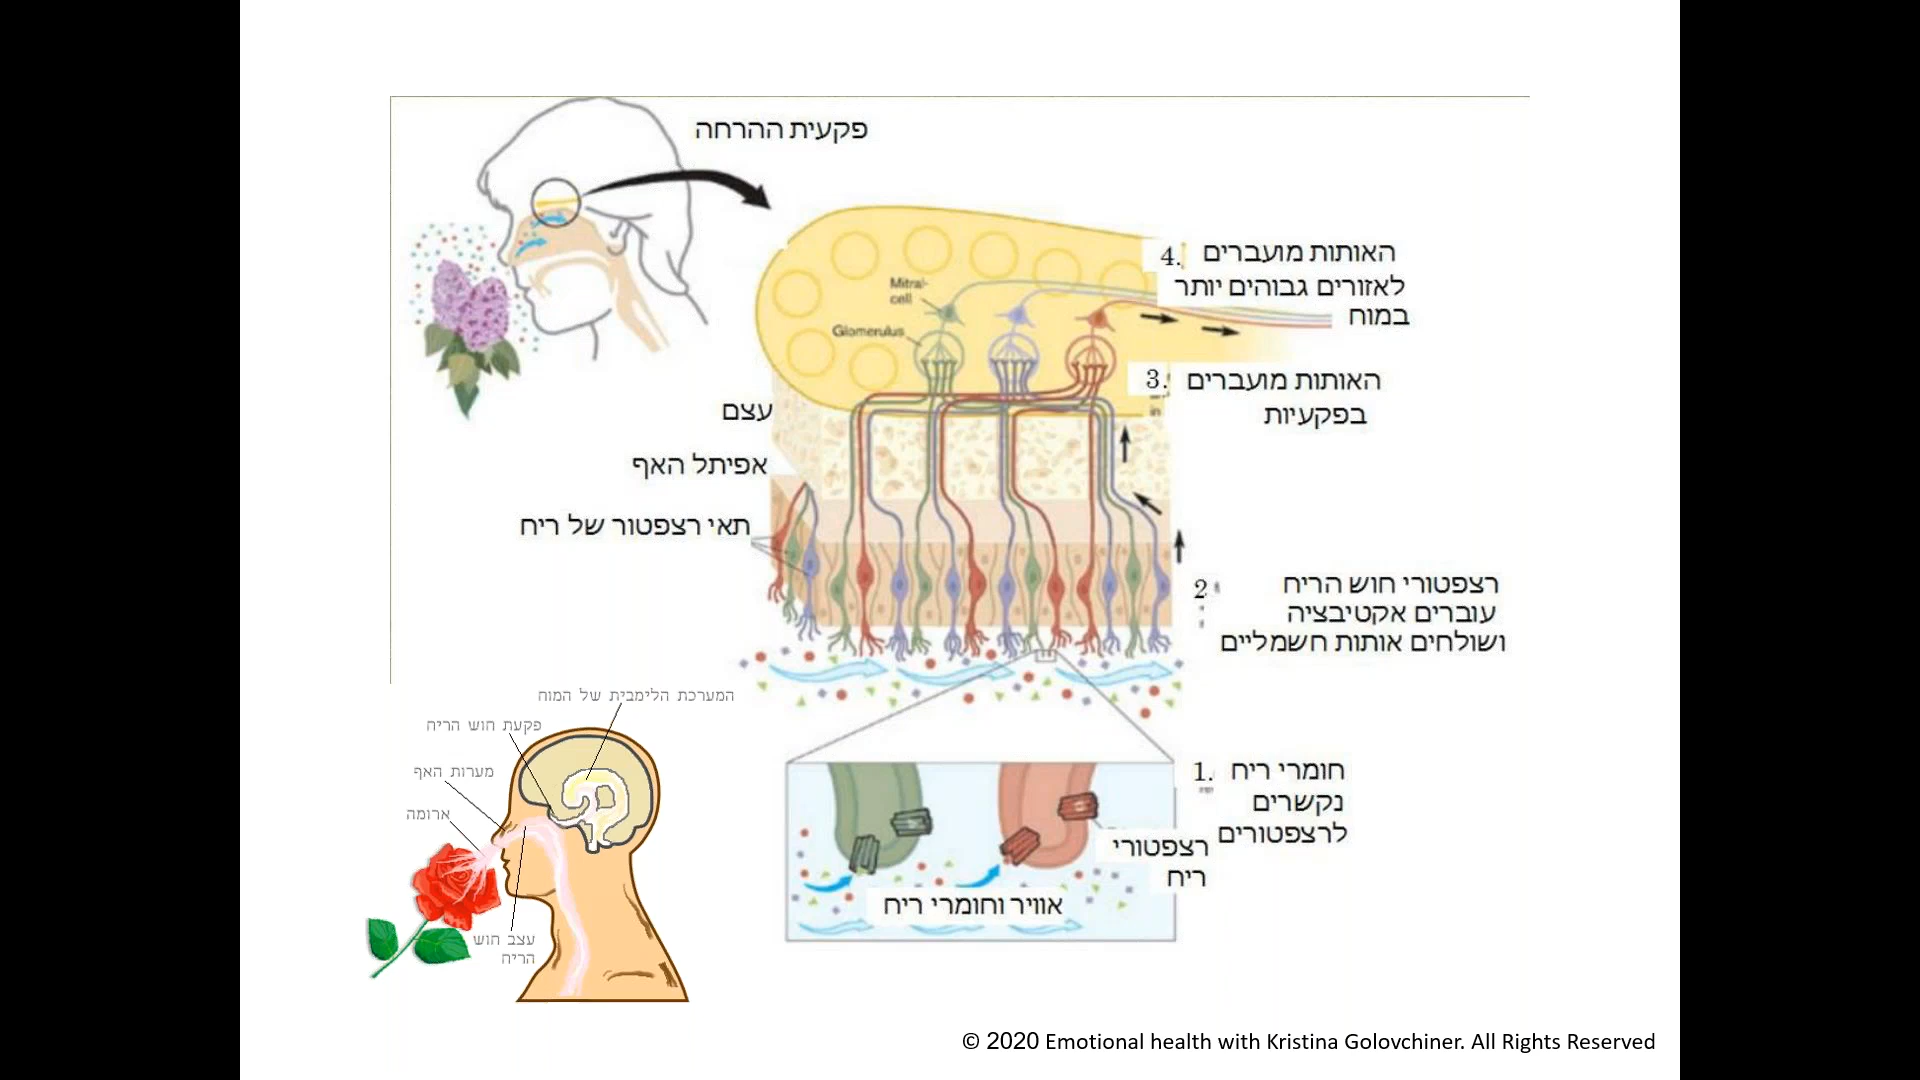 פקעית ההרחה
4. האותות מועברים
לאזורים גבוהים יותר
במוח
Mitral-
cell
Glomerulus
3. האותות מועברים
בפקעיות
עצם
אפיתל האף
תאי רצפטור של ריח
2 רצפטורי חוש הריח
עוברים אקטיבציה
ושולחים אותות חשמליים
1. חומרי ריח
נקשרים
לרצפטורים
רצפטורי
ריח
אוויר וחומרי ריח
המערכת הלימבית של המוח
פקעת חוש הריח
מערות האף
ארומה
עצב חוש
הריח
© 2020 Emotional health with Kristina Golovchiner. All Rights Reserved